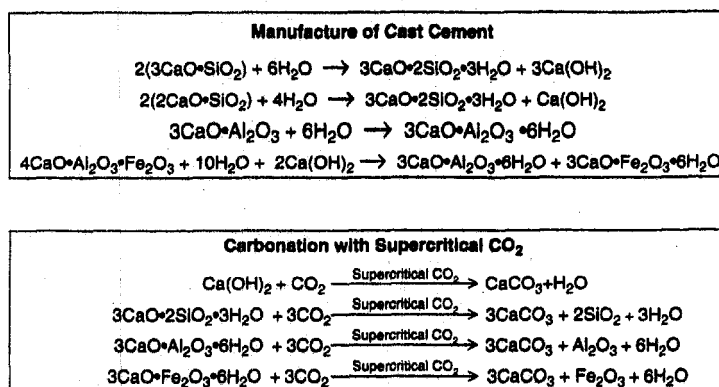 Manufacture of Cast Cement
2(3CaO•SiO₂) + 6H₂O → 3CaO•2SiO₂•3H₂O + 3Ca(OH)₂
2(2CaO•SiO₂) + 4H₂O → 3CaO•2SiO₂•3H₂O + Ca(OH)₂
3CaO•Al₂O₃ + 6H₂O → 3CaO•Al₂O₃ •6H₂O
4CaO•Al₂O₃•Fe₂O₃ + 10H₂O + 2Ca(OH)₂ → 3CaO•Al₂O₃•6H₂O + 3CaO•Fe₂O₃•6H₂O
Carbonation with Supercritical CO₂
Ca(OH)₂ + CO₂ Supercritical CO₂ → CaCO₃+H₂O
3CaO•2SiO₂•3H₂O + 3CO₂ Supercritical CO₂ → 3CaCO₃ + 2SiO₂ + 3H₂O
3CaO•Al₂O₃•6H₂O + 3CO₂ Supercritical CO₂ → 3CaCO₃ + Al₂O₃ + 6H₂O
3CaO•Fe₂O₃•6H₂O + 3CO₂ Supercritical CO₂ → 3CaCO₃ + Fe₂O₃ + 6H₂O